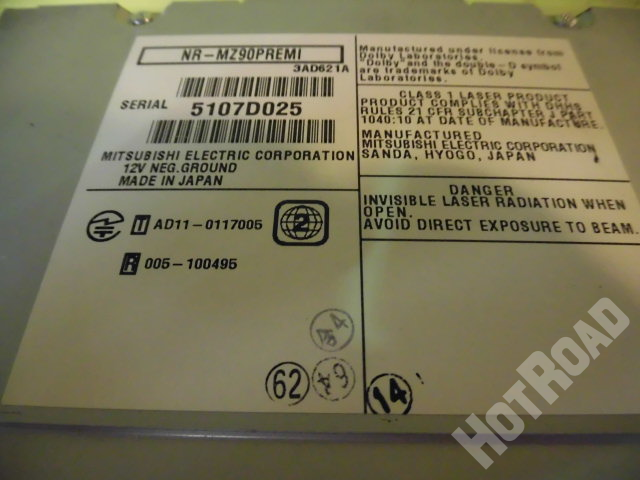 NR-MZ90PREMI
3AD621A
SERIAL 5107D025
MITSUBISHI ELECTRIC CORPORATION
12V NEG.GROUND
MADE IN JAPAN
T AD11-0117005
2
R 005-100495
44
62
64
Manufactured under license from
Dolby Laboratories.
"Dolby" and the double-D symbol
are trademarks of Dolby
Laboratories.
CLASS 1 LASER PRODUCT
PRODUCT COMPLIES WITH DHHS
RULES 21 CFR SUBCHAPTER J PART
1040:10 AT DATE OF MANUFACTURE.
MANUFACTURED
MITSUBISHI ELECTRIC CORPORATION
SANDA, HYOGO, JAPAN
DANGER
INVISIBLE LASER RADIATION WHEN
OPEN.
AVOID DIRECT EXPOSURE TO BEAM.
14
HOTROAD